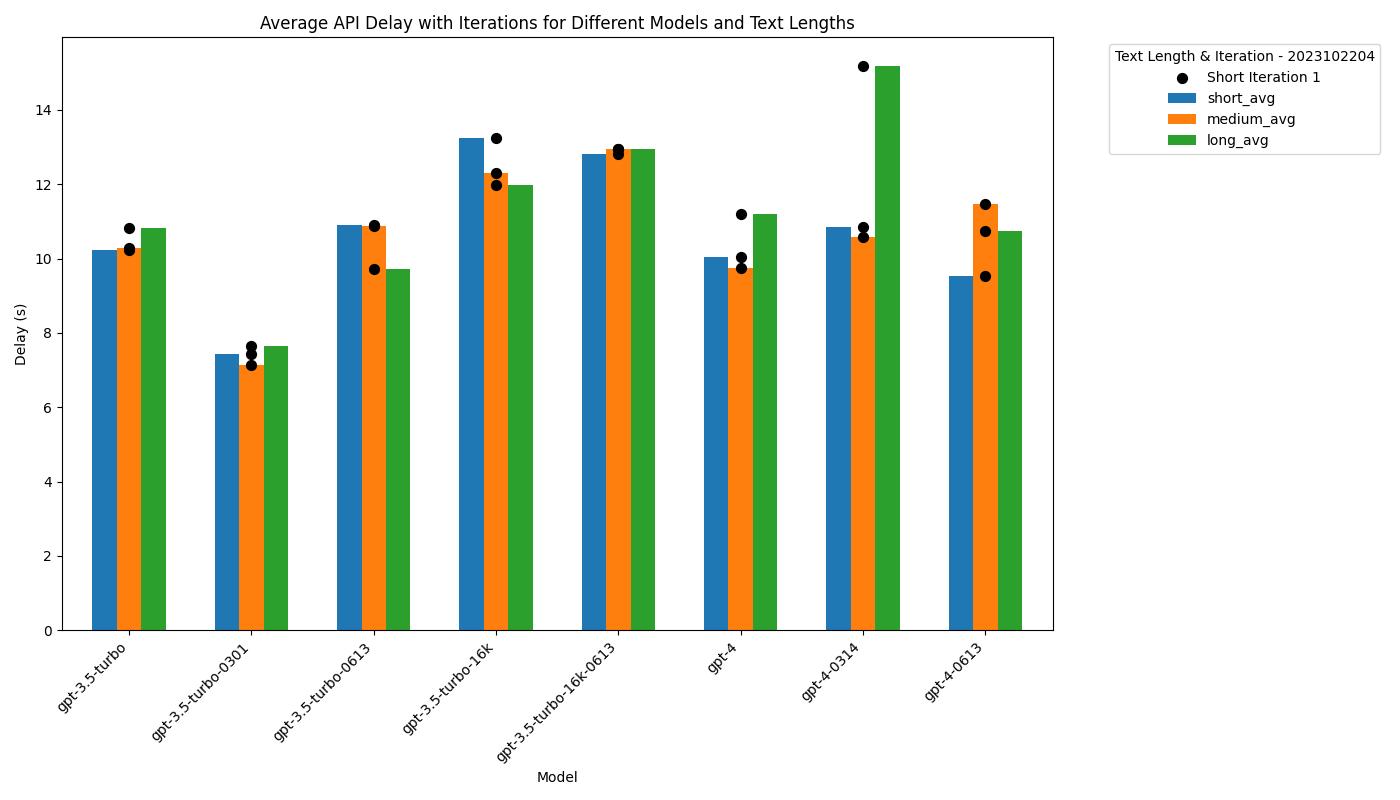 Average API Delay with Iterations for Different Models and Text Lengths
Text Length & Iteration - 2023102204
Short Iteration 1
short_avg
medium_avg
long_avg
Delay (s)
14
12
10
8
6
4
2
0
gpt-3.5-turbo
gpt-3.5-turbo-0301
gpt-3.5-turbo-0613
gpt-3.5-turbo-16k
gpt-3.5-turbo-16k-0613
gpt-4
gpt-4-0314
gpt-4-0613
Model